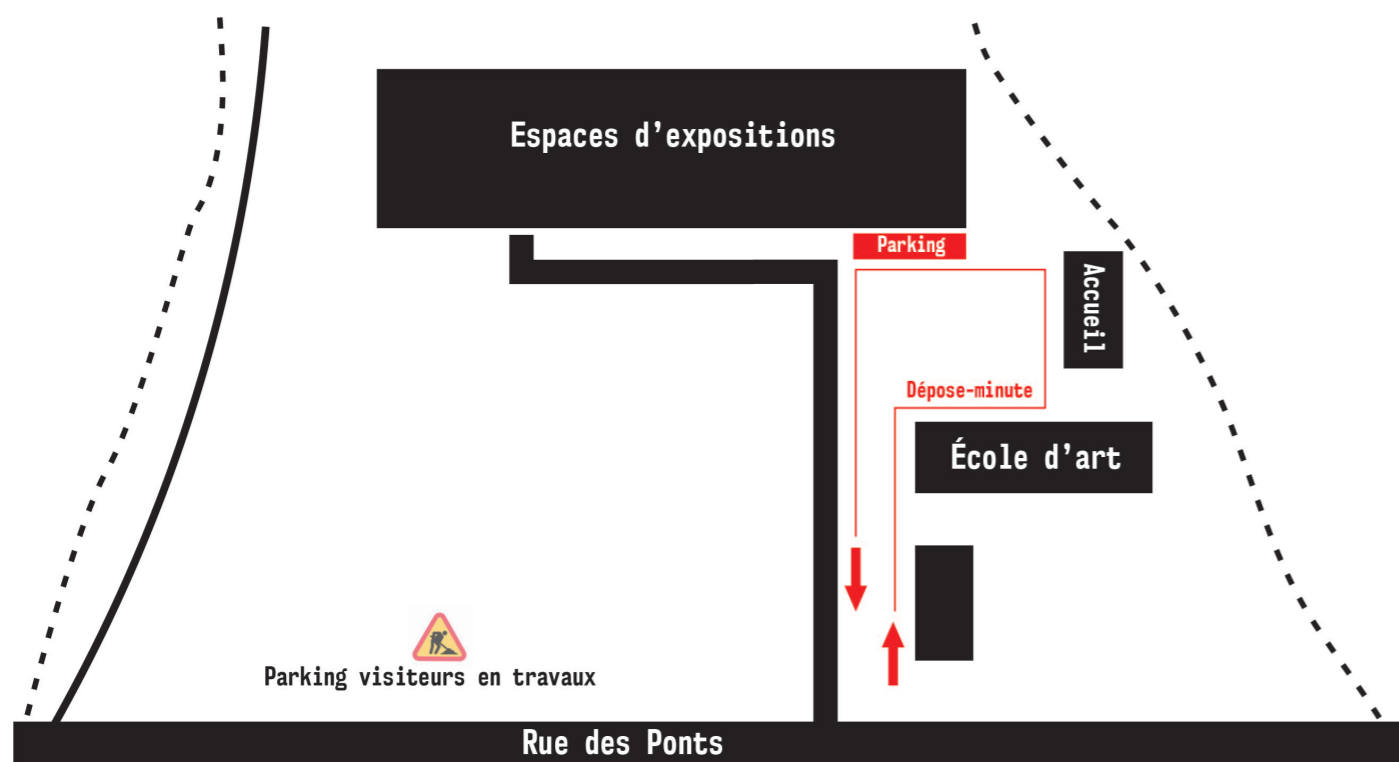 Espaces d'expositions
Parking
Accueil
Dépose-minute
École d'art
Parking visiteurs en travaux
Rue des Ponts